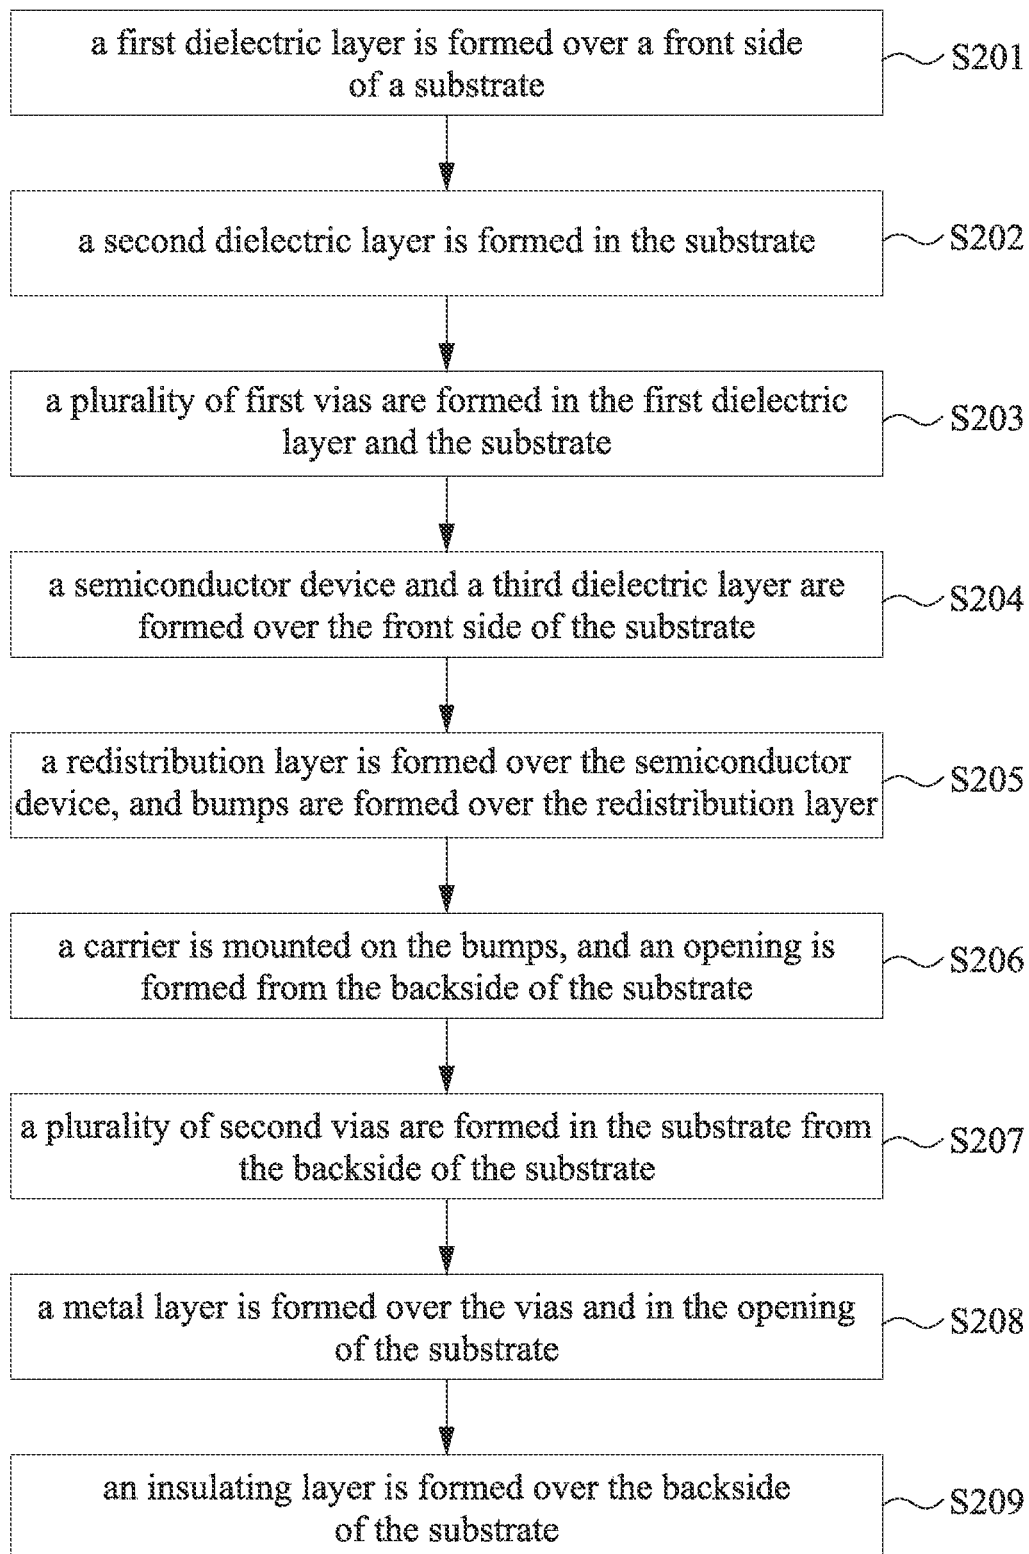 a first dielectric layer is formed over a front side
of a substrate
S201
a second dielectric layer is formed in the substrate
S202
a plurality of first vias are formed in the first dielectric
layer and the substrate
S203
a semiconductor device and a third dielectric layer are
formed over the front side of the substrate
S204
a redistribution layer is formed over the semiconductor
device, and bumps are formed over the redistribution layer
S205
a carrier is mounted on the bumps, and an opening is
formed from the backside of the substrate
S206
a plurality of second vias are formed in the substrate from
the backside of the substrate
S207
a metal layer is formed over the vias and in the opening
of the substrate
S208
an insulating layer is formed over the backside
of the substrate
S209